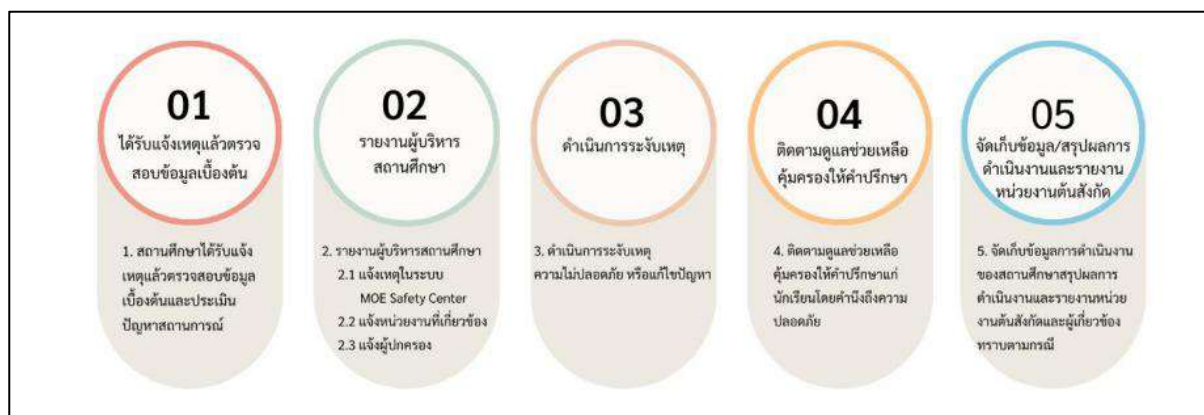 01
ได้รับแจ้งเหตุแล้วตรวจ
สอบข้อมูลเบื้องต้น
1. สถานศึกษาได้รับแจ้ง
เหตุแล้วตรวจสอบข้อมูล
เบื้องต้นและประเมิน
ปัญหาสถานการณ์
02
รายงานผู้บริหาร
สถานศึกษา
2. รายงานผู้บริหารสถานศึกษา
2.1 แจ้งเหตุในระบบ
MOE Safety Center
2.2 แจ้งหน่วยงานที่เกี่ยวข้อง
2.3 แจ้งผู้ปกครอง
03
ดำเนินการระงับเหตุ
3. ดำเนินการระงับเหตุ
ความไม่ปลอดภัย หรือแก้ไขปัญหา
04
ติดตามดูแลช่วยเหลือ
คุ้มครองให้คำปรึกษา
4. ติดตามดูแลช่วยเหลือ
คุ้มครองให้คำปรึกษาแก่
นักเรียนโดยคำนึงถึงความ
ปลอดภัย
05
จัดเก็บข้อมูล/สรุปผลการ
ดำเนินงานและรายงาน
หน่วยงานต้นสังกัด
5. จัดเก็บข้อมูลการดำเนินงาน
ของสถานศึกษาสรุปผลการ
ดำเนินงานและรายงานหน่วย
งานต้นสังกัดและผู้เกี่ยวข้อง
ทราบตามกรณี